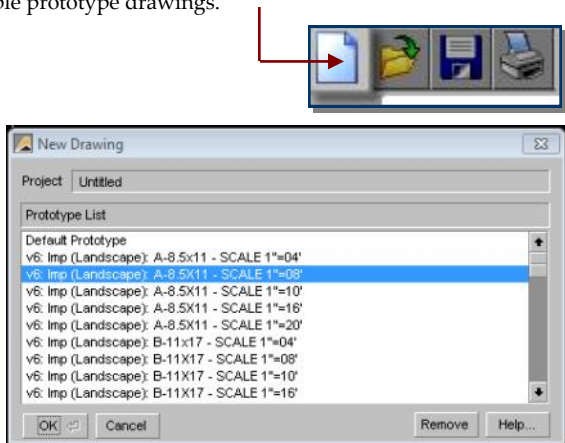 ple prototype drawings.
New Drawing
Project Untitled
Prototype List
Default Prototype
v6: Imp (Landscape): A-8.5x11 - SCALE 1"=04'
v6: Imp (Landscape): A-8.5X11 - SCALE 1"=08'
v6: Imp (Landscape): A-8.5X11 - SCALE 1"=10'
v6: Imp (Landscape): A-8.5X11 - SCALE 1"=16'
v6: Imp (Landscape): A-8.5X11 - SCALE 1"=20'
v6: Imp (Landscape): B-11x17 - SCALE 1"=04'
v6: Imp (Landscape): B-11X17 - SCALE 1"=08'
v6: Imp (Landscape): B-11X17 - SCALE 1"=10'
v6: Imp (Landscape): B-11X17 - SCALE 1"=16'
OK Cancel Remove Help...